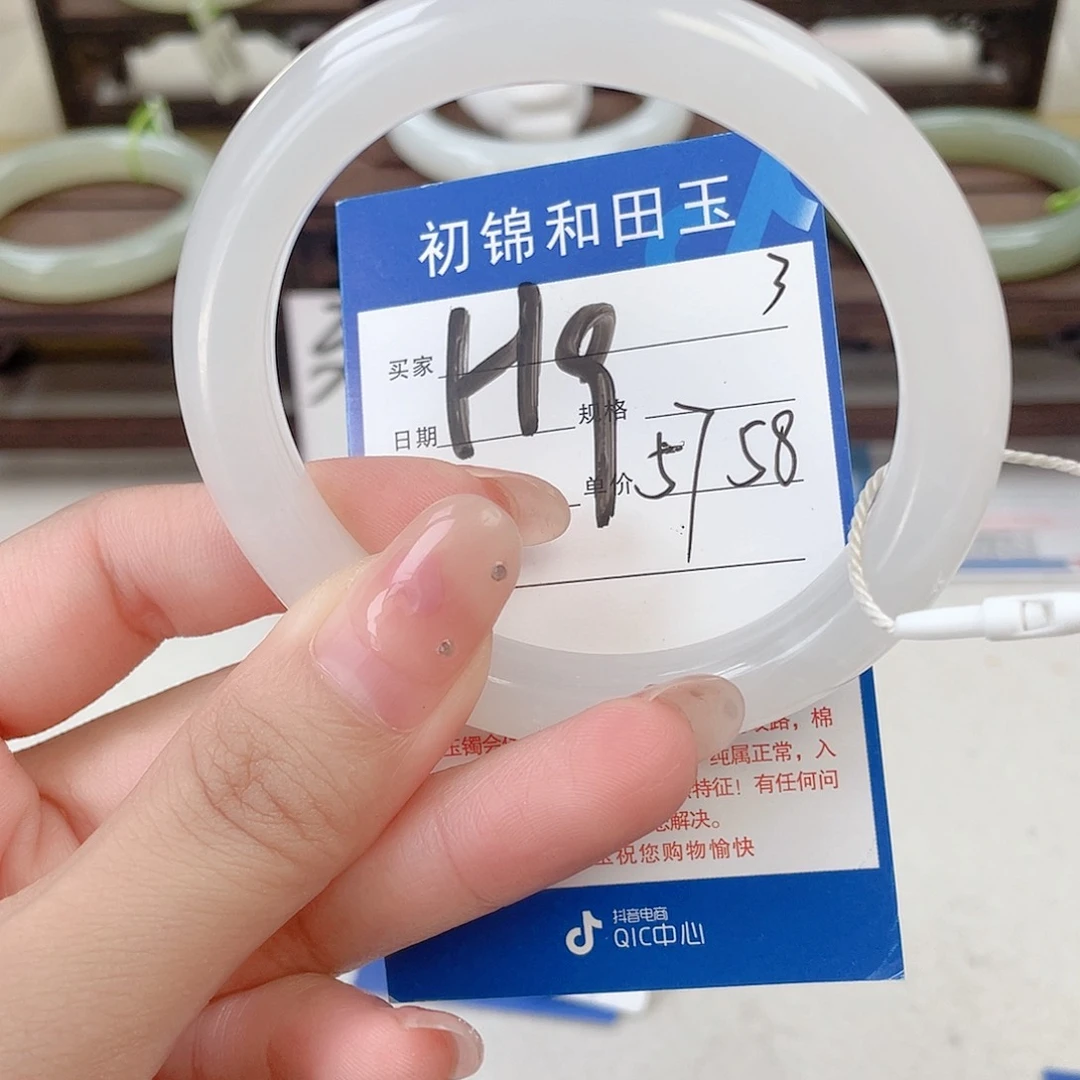 初锦和田玉
3
买家
H9
日期
规格
单价
57 58
玉镯会
路，棉
纯属正常，入
特征！有任何问
解决。
祝您购物愉快
抖音电商
QIC中心